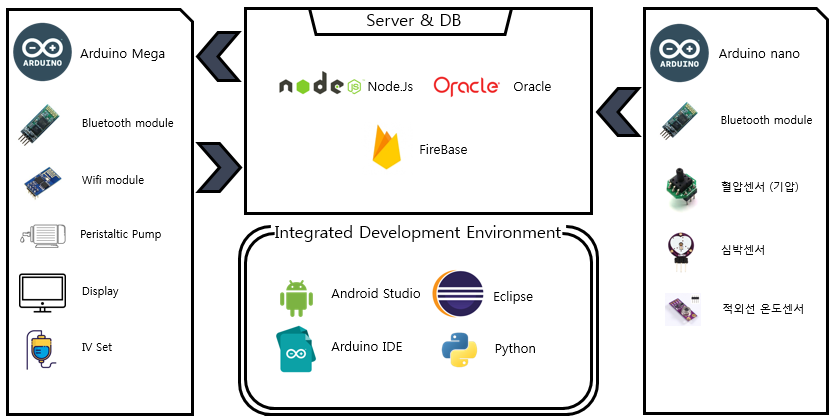 Server & DB
ARDUINO
Arduino Mega
Bluetooth module
Wifi module
Peristaltic Pump
Display
IV Set
node
JS
Node.Js
ORACLE
Oracle
FireBase
Integrated Development Environment
Android Studio
Eclipse
Arduino IDE
Python
ARDUINO
Arduino nano
Bluetooth module
혈압센서 (기압)
심박센서
적외선 온도센서